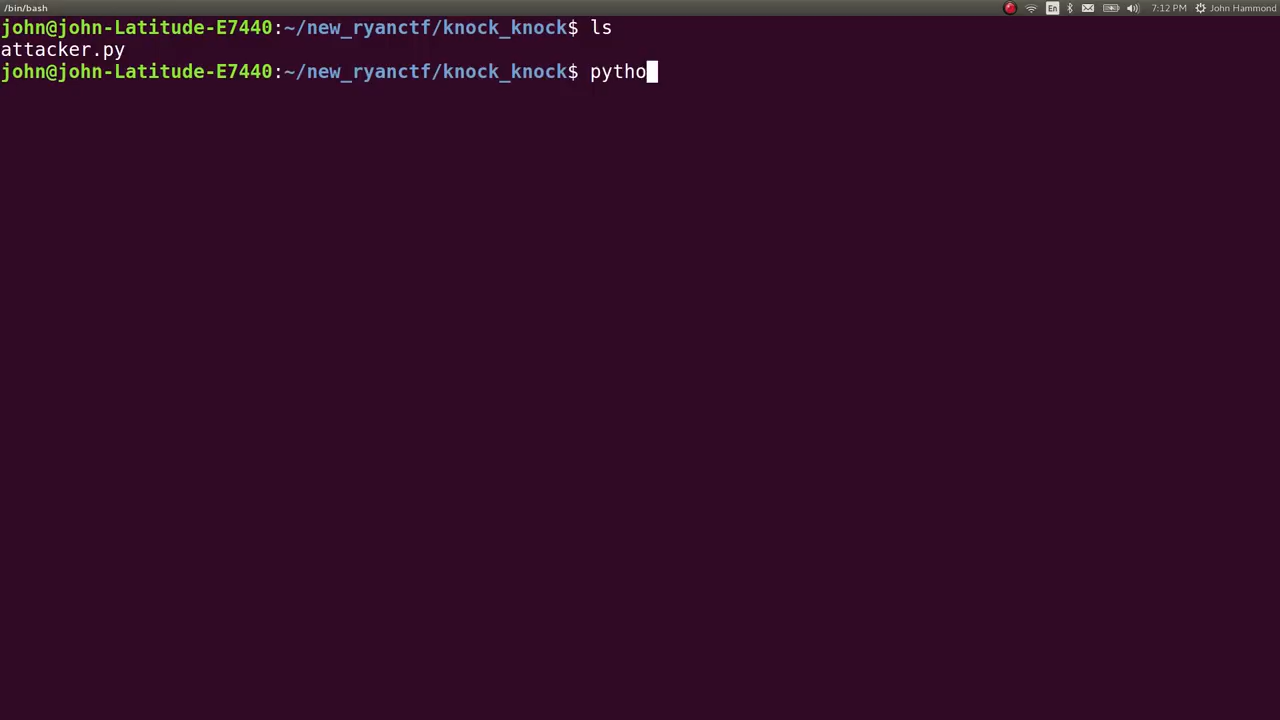 /bin/bash
En
7:12 PM
John Hammond
john@john-Latitude-E7440:~/new_ryanctf/knock_knock$ ls
attacker.py
john@john-Latitude-E7440:~/new_ryanctf/knock_knock$ pytho